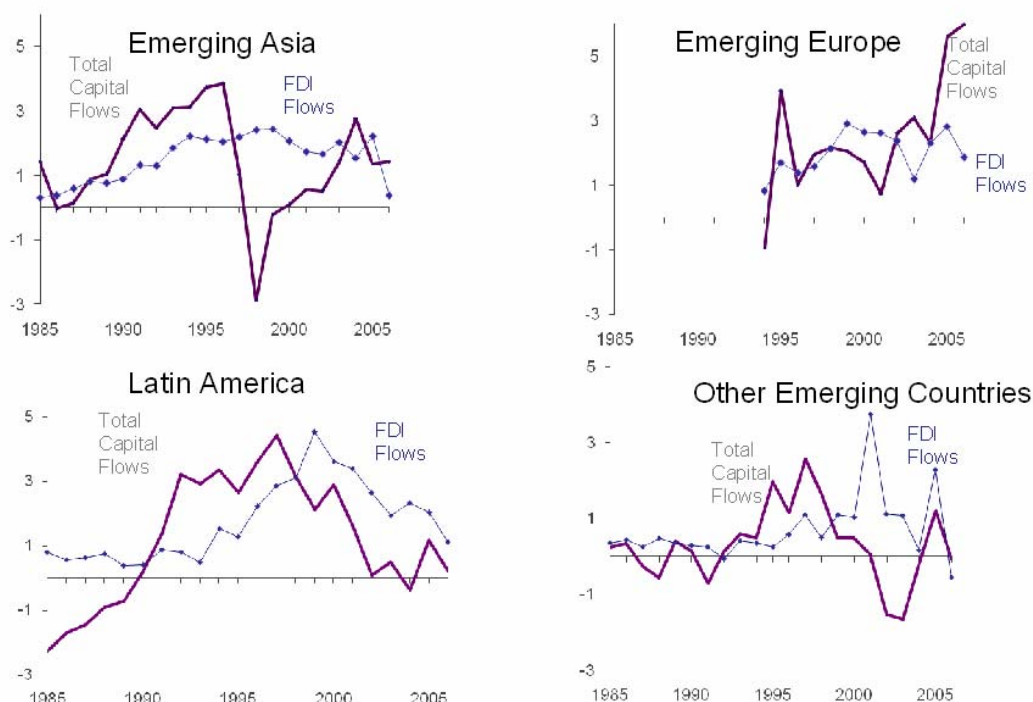 Emerging Asia
Total
Capital
Flows
FDI
Flows
5
3
1
-1
-3
1985 1990 1995 2000 2005
Emerging Europe
Total
Capital
Flows
FDI
Flows
5
3
1
-1
-3
1985 1990 1995 2000 2005
Latin America
Total
Capital
Flows
FDI
Flows
5
3
1
-1
-3
1985 1990 1995 2000 2005
Other Emerging Countries
Total
Capital
Flows
FDI
Flows
5
3
1
-1
-3
1985 1990 1995 2000 2005